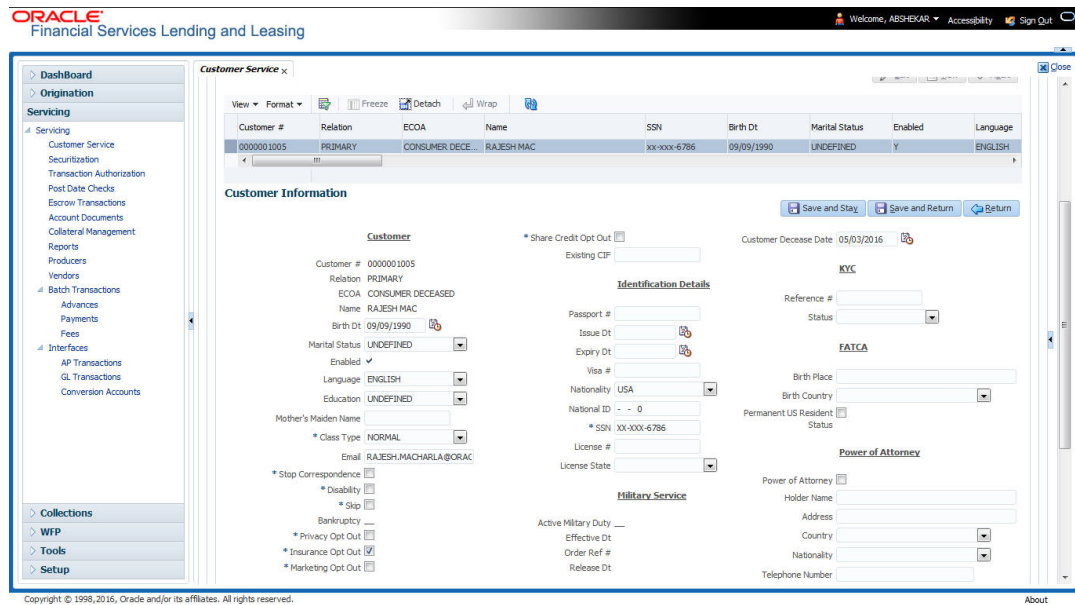 ORACLE
Financial Services Lending and Leasing
Welcome, ABSHEKAR Accessibility Sign Out
Close
DashBoard
Origination
Servicing
Servicing
Customer Service
Securitization
Transaction Authorization
Post Date Checks
Escrow Transactions
Account Documents
Collateral Management
Reports
Producers
Vendors
Batch Transactions
Advances
Payments
Fees
Interfaces
AP Transactions
GL Transactions
Conversion Accounts
Collections
WFP
Tools
Setup
Customer Service x
View Format Freeze Detach Wrap
Customer # Relation ECOA Name SSN Birth Dt Marital Status Enabled Language
0000001005 PRIMARY CONSUMER DECE... RAJESH MAC xx-xxx-6786 09/09/1990 UNDEFINED Y ENGLISH
Customer Information
Save and Stay Save and Return Return
Customer
Customer # 0000001005
Relation PRIMARY
ECOA CONSUMER DECEASED
Name RAJESH MAC
Birth Dt 09/09/1990
Marital Status UNDEFINED
Enabled
Language ENGLISH
Education UNDEFINED
Mother's Maiden Name
* Class Type NORMAL
Email RAJESH.MACHARLA@ORAC
* Stop Correspondence
* Disability
* Skip
Bankruptcy
* Privacy Opt Out
* Insurance Opt Out
* Marketing Opt Out
* Share Credit Opt Out
Existing CIF
Identification Details
Passport #
Issue Dt
Expiry Dt
Visa #
Nationality USA
National ID - - 0
* SSN XX-XXX-6786
License #
License State
Military Service
Active Military Duty
Effective Dt
Order Ref #
Release Dt
Customer Decease Date 05/03/2016
KYC
Reference #
Status
FATCA
Birth Place
Birth Country
Permanent US Resident
Status
Power of Attorney
Power of Attorney
Holder Name
Address
Country
Nationality
Telephone Number
Copyright © 1998,2016, Oracle and/or its affiliates. All rights reserved.
About